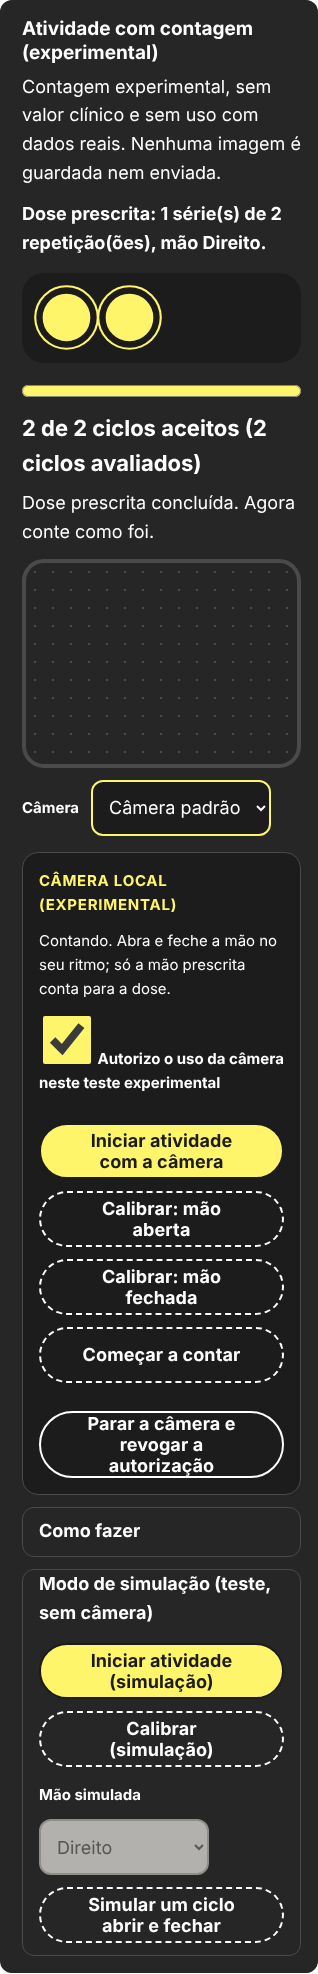 Atividade com contagem
(experimental)
Contagem experimental, sem
valor clínico e sem uso com
dados reais. Nenhuma imagem é
guardada nem enviada.
Dose prescrita: 1 série(s) de 2
repetição(ões), mão Direito.
2 de 2 ciclos aceitos (2
ciclos avaliados)
Dose prescrita concluída. Agora
conte como foi.
Câmera
Câmera padrão
CÂMERA LOCAL
(EXPERIMENTAL)
Contando. Abra e feche a mão no
seu ritmo; só a mão prescrita
conta para a dose.
Autorizo o uso da câmera
neste teste experimental
Iniciar atividade
com a câmera
Calibrar: mão
aberta
Calibrar: mão
fechada
Começar a contar
Parar a câmera e
revogar a
autorização
Como fazer
Modo de simulação (teste,
sem câmera)
Iniciar atividade
(simulação)
Calibrar
(simulação)
Mão simulada
Direito
Simular um ciclo
abrir e fechar